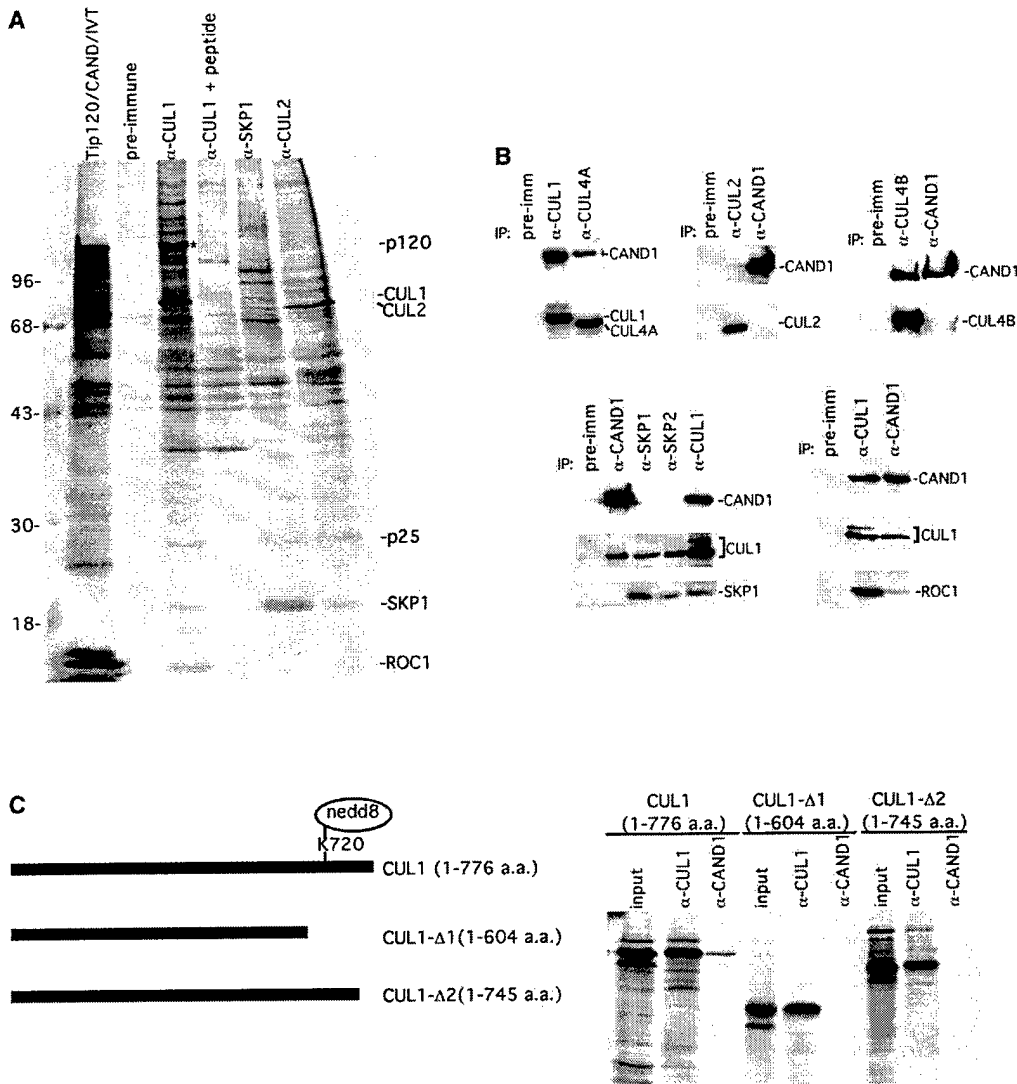 A
Tip120/CAND/IVT
pre-immune
α-CUL1
α-CUL1 + peptide
α-SKP1
α-CUL2
96-
68-
43-
30-
18-
*
-p120
-CUL1
CUL2
-p25
-SKP1
-ROC1
B
IP:
pre-imm
α-CUL1
α-CUL4A
CAND1
-CUL1
CUL4A
IP:
pre-imm
α-CUL2
α-CAND1
-CAND1
-CUL2
IP:
pre-imm
α-CUL4B
α-CAND1
-CAND1
-CUL4B
IP:
pre-imm
α-CAND1
α-SKP1
α-SKP2
α-CUL1
-CAND1
]CUL1
-SKP1
IP:
pre-imm
α-CUL1
α-CAND1
-CAND1
]CUL1
-ROC1
C
nedd8
K720
CUL1 (1-776 a.a.)
CUL1-Δ1(1-604 a.a.)
CUL1-Δ2(1-745 a.a.)
CUL1
(1-776 a.a.)
CUL1-Δ1
(1-604 a.a.)
CUL1-Δ2
(1-745 a.a.)
input
α-CUL1
α-CAND1
input
α-CUL1
α-CAND1
input
α-CUL1
α-CAND1